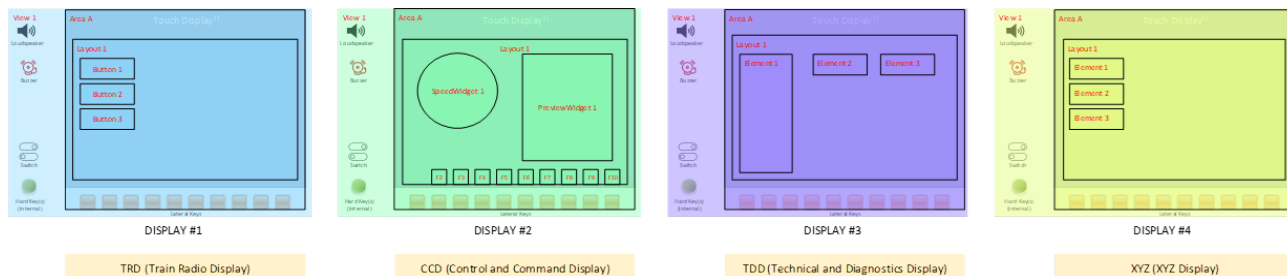 View 1
Area A
Touch Display
Loudspeaker
Layout 1
Button 1
Buzzer
Button 2
Button 3
Switch
Hard Key(s)
(internal)
Lateral Keys
DISPLAY #1
TRD (Train Radio Display)
View 1
Area A
Touch Display
Loudspeaker
Layout 1
Buzzer
SpeedWidget 1
PreviewWidget 1
Switch
F2 F3 F4 F5 F6 F7 F8 F9 F10
Hard Key(s)
(internal)
Lateral Keys
DISPLAY #2
CCD (Control and Command Display)
View 1
Area A
Touch Display
Loudspeaker
Layout 1
Element 1 Element 2 Element 3
Buzzer
Switch
Hard Key(s)
(internal)
Lateral Keys
DISPLAY #3
TDD (Technical and Diagnostics Display)
View 1
Area A
Touch Display
Loudspeaker
Layout 1
Element 1
Buzzer
Element 2
Element 3
Switch
Hard Key(s)
(internal)
Lateral Keys
DISPLAY #4
XYZ (XYZ Display)